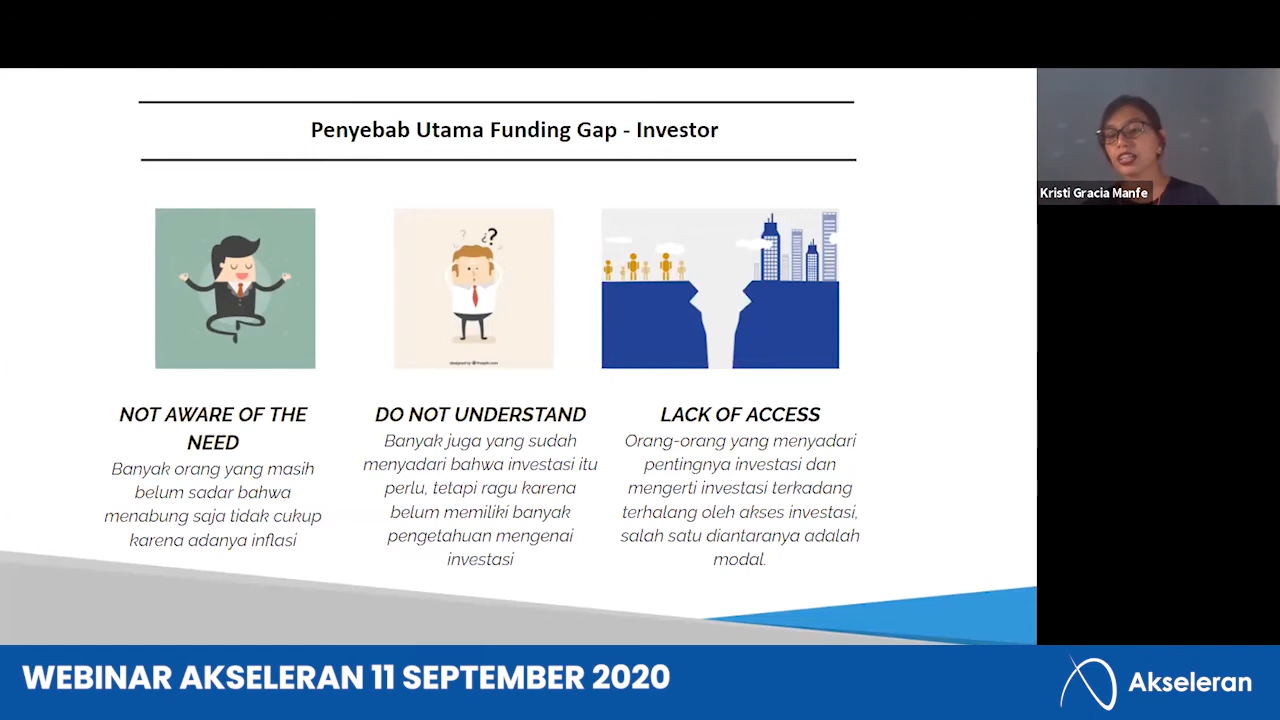 Penyebab Utama Funding Gap - Investor
Kristi Gracia Manfe
? ?
designed by freepik.com
NOT AWARE OF THE
NEED
Banyak orang yang masih
belum sadar bahwa
menabung saja tidak cukup
karena adanya inflasi
DO NOT UNDERSTAND
Banyak juga yang sudah
menyadari bahwa investasi itu
perlu, tetapi ragu karena
belum memiliki banyak
pengetahuan mengenai
investasi
LACK OF ACCESS
Orang-orang yang menyadari
pentingnya investasi dan
mengerti investasi terkadang
terhalang oleh akses investasi,
salah satu diantaranya adalah
modal.
WEBINAR AKSELERAN 11 SEPTEMBER 2020
Akseleran